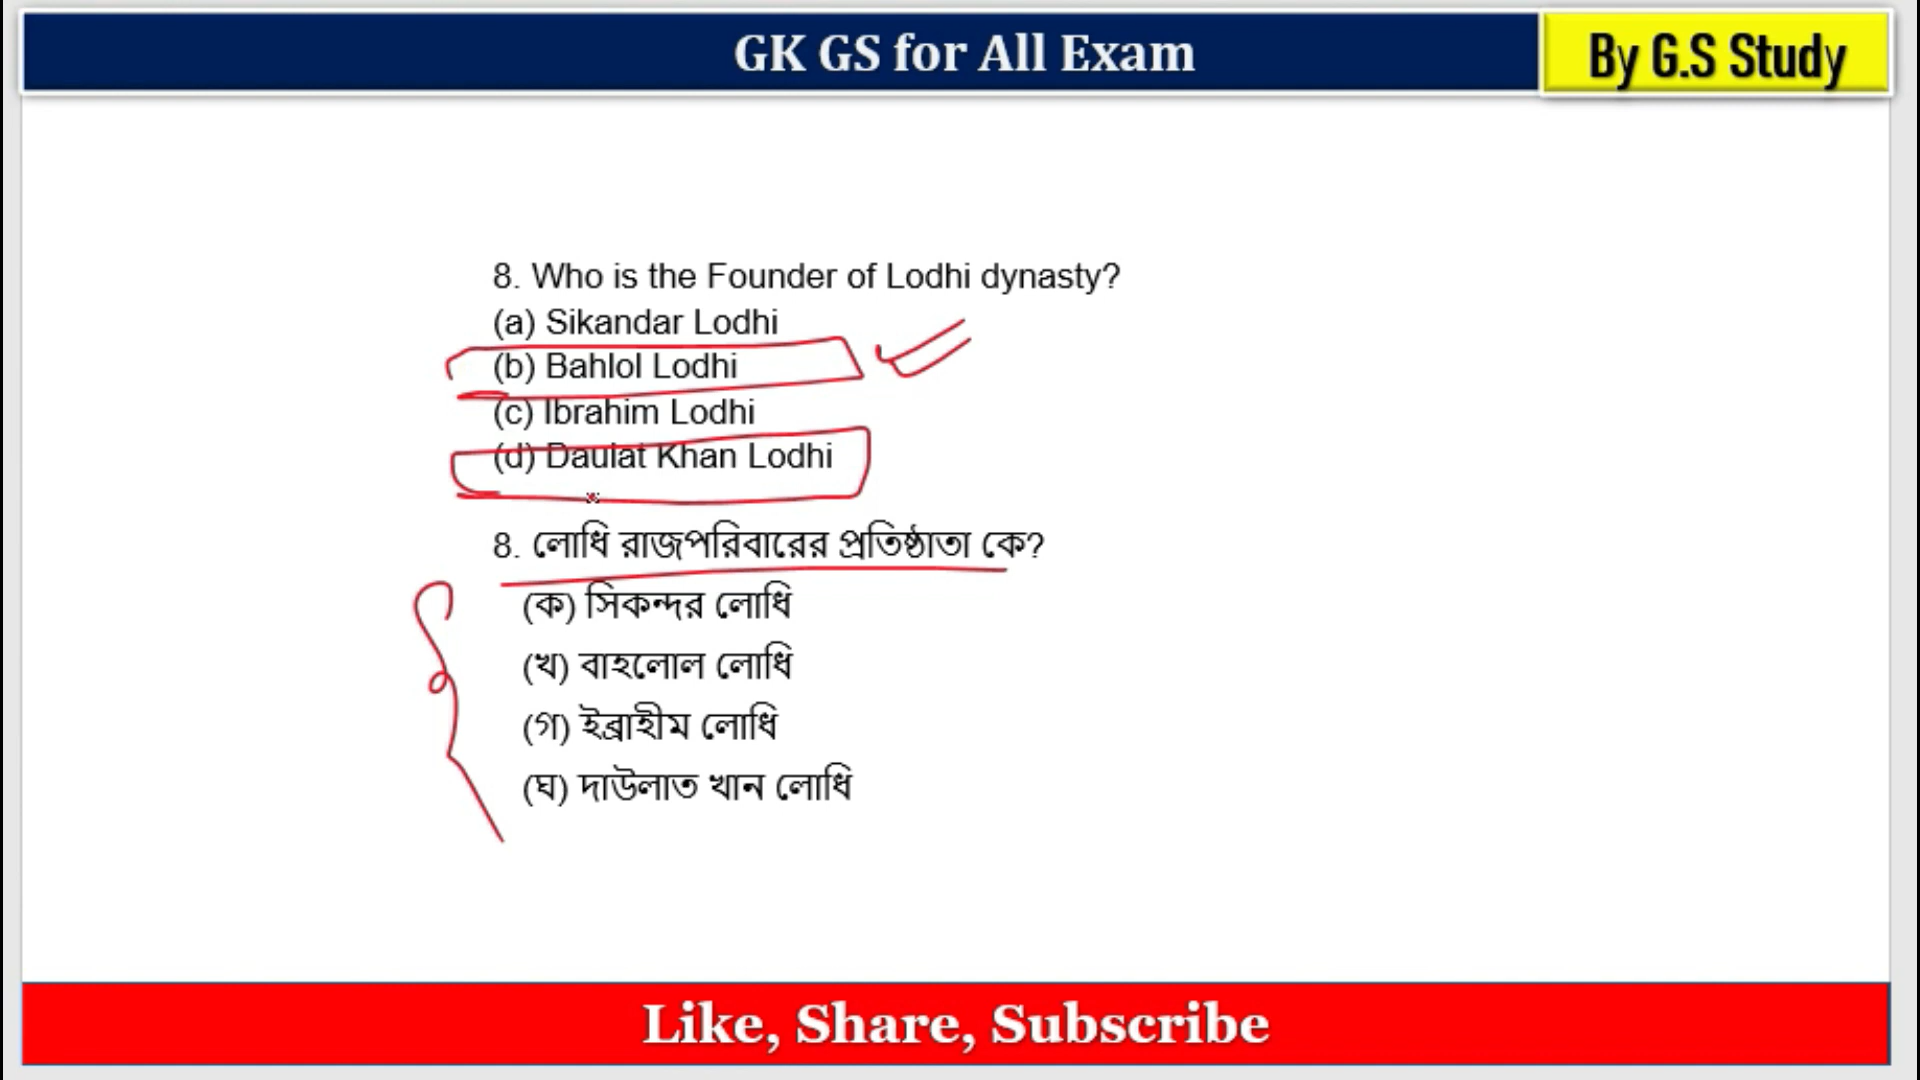 GK GS for All Exam
By G.S Study
8. Who is the Founder of Lodhi dynasty?
(a) Sikandar Lodhi
(b) Bahlol Lodhi
(c) Ibrahim Lodhi
(d) Daulat Khan Lodhi
8. লোধি রাজপরিবারের প্রতিষ্ঠাতা কে?
(ক) সিকন্দর লোধি
(খ) বাহলোল লোধি
(গ) ইব্রাহীম লোধি
(ঘ) দাউলাত খান লোধি
Like, Share, Subscribe